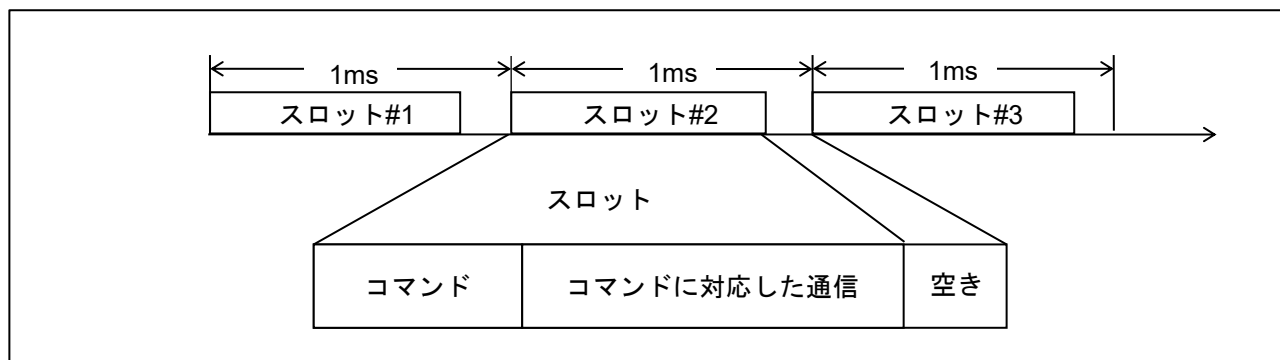 1ms 1ms 1ms
スロット#1 スロット#2 スロット#3
スロット
コマンド コマンドに対応した通信 空き